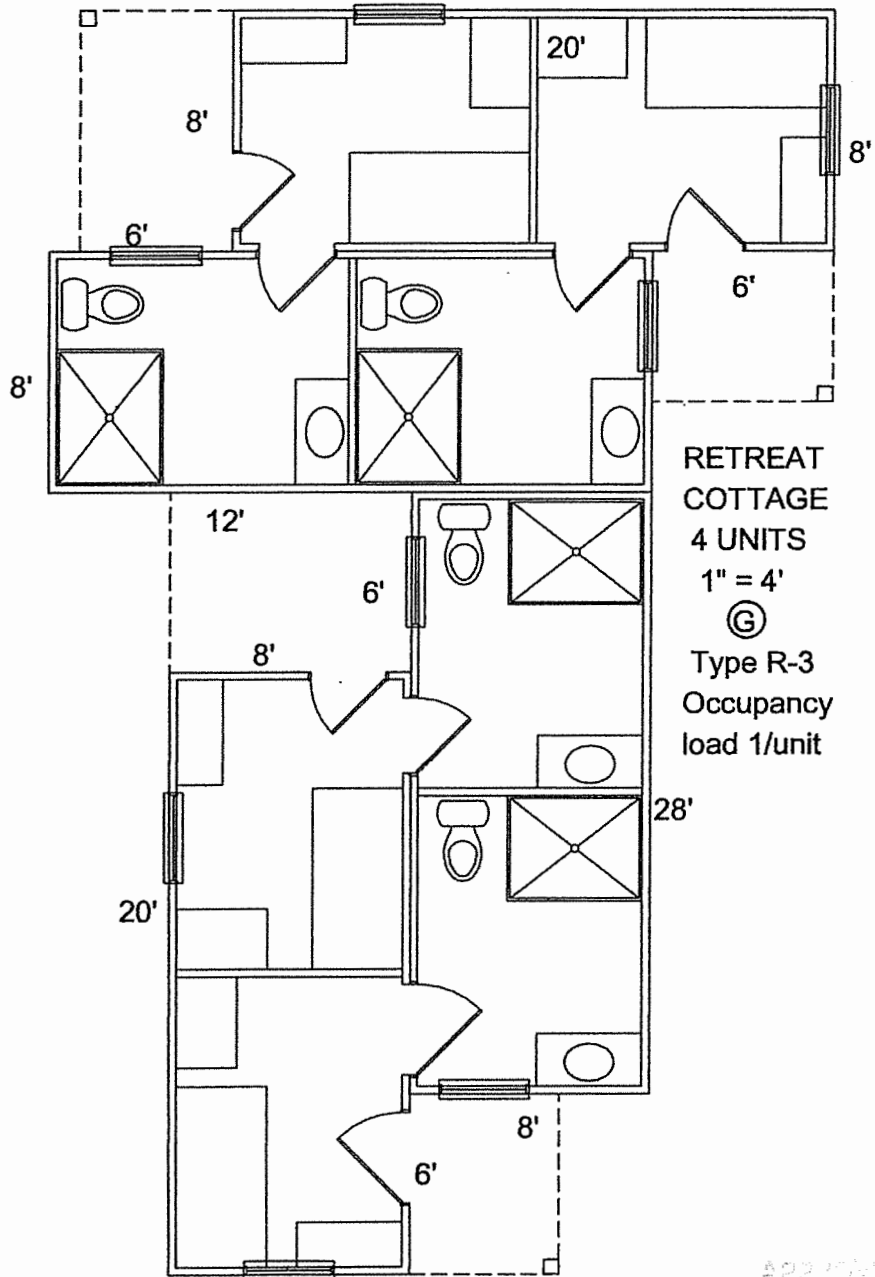 20'
8'
8'
6'
6'
8'
RETREAT
COTTAGE
4 UNITS
1" = 4'
G
Type R-3
Occupancy
load 1/unit
12'
6'
8'
28'
20'
8'
6'